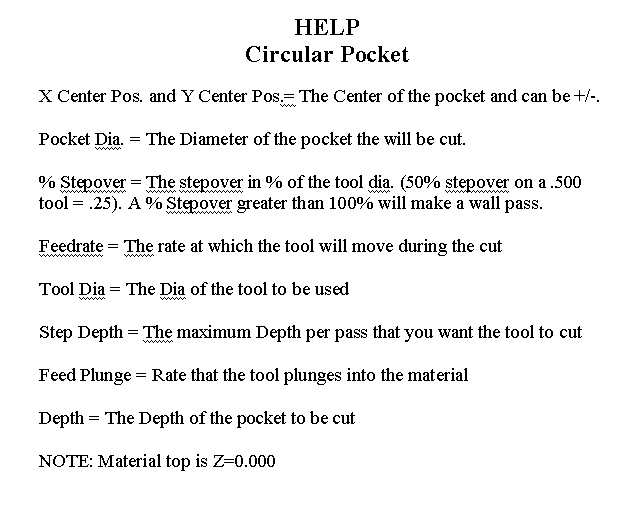 HELP
Circular Pocket
X Center Pos. and Y Center Pos.= The Center of the pocket and can be +/-.
Pocket Dia. = The Diameter of the pocket the will be cut.
% Stepover = The stepover in % of the tool dia. (50% stepover on a .500
tool = .25). A % Stepover greater than 100% will make a wall pass.
Feedrate = The rate at which the tool will move during the cut
Tool Dia = The Dia of the tool to be used
Step Depth = The maximum Depth per pass that you want the tool to cut
Feed Plunge = Rate that the tool plunges into the material
Depth = The Depth of the pocket to be cut
NOTE: Material top is Z=0.000